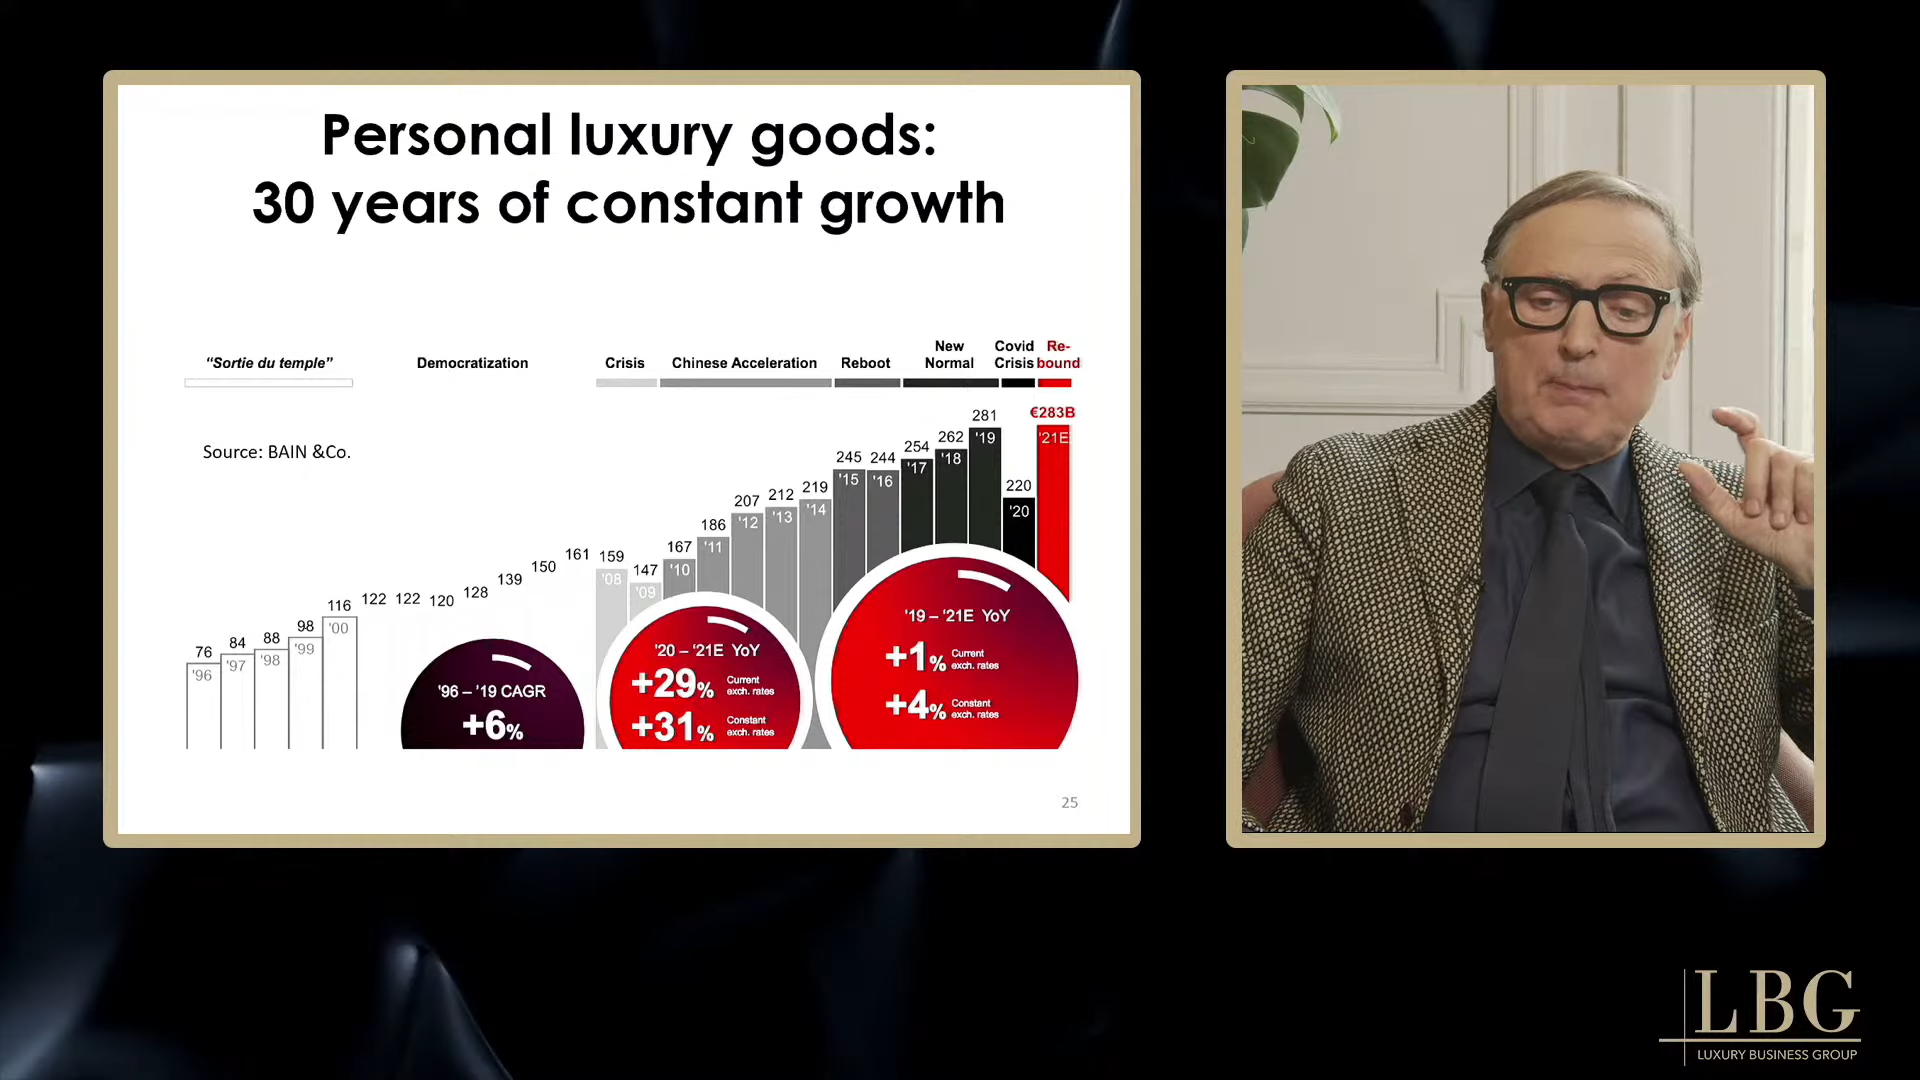 Personal luxury goods:
30 years of constant growth
“Sortie du temple”
Democratization
Crisis
Chinese Acceleration
Reboot
New
Normal
Covid
Crisis
Re-
bound
Source: BAIN &Co.
76
'96
84
'97
88
'98
98
'99
116
'00
122
122
120
128
139
150
161
159
'08
147
'09
167
'10
186
'11
207
'12
212
'13
219
'14
245
'15
244
'16
254
'17
262
'18
281
'19
220
'20
€283B
'21E
'96 – '19 CAGR
+6%
'20 – '21E YoY
+29% Current
exch. rates
+31% Constant
exch. rates
'19 – '21E YoY
+1% Current
exch. rates
+4% Constant
exch. rates
25
LBG
LUXURY BUSINESS GROUP